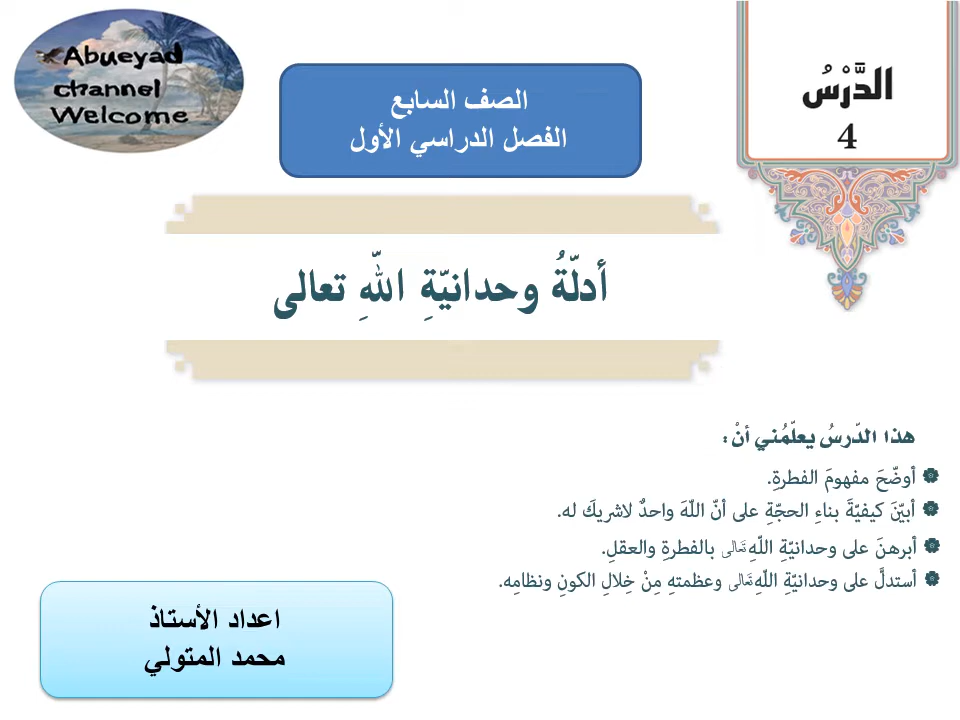 Abueyad
channel
Welcome
الدَّرْسُ
4
الصف السابع
الفصل الدراسي الأول
أدلّةُ وحدانيّةِ اللّهِ تعالى
هذا الدّرسُ يعلّمُني أنْ:
أوضّحَ مفهومَ الفطرةِ.
أبيّنَ كيفيّةَ بناءِ الحجّةِ على أنّ اللّهَ واحدٌ لاشريكَ له.
أبرهنَ على وحدانيّةِ اللّهِ تَعَالَى بالفطرةِ والعقلِ.
أستدلَّ على وحدانيّةِ اللّهِ تَعَالَى وعظمتهِ مِنْ خِلالِ الكونِ ونظامِه.
اعداد الأستاذ
محمد المتولي